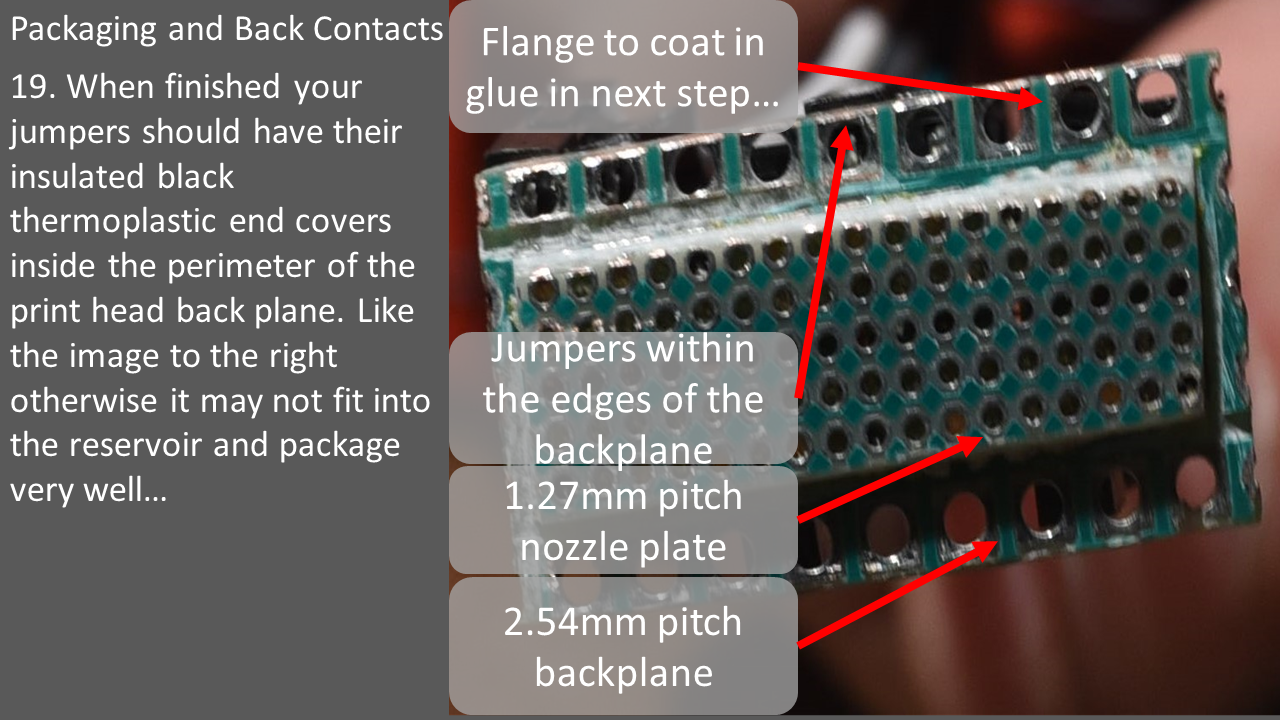 Packaging and Back Contacts
19. When finished your
jumpers should have their
insulated black
thermoplastic end covers
inside the perimeter of the
print head back plane. Like
the image to the right
otherwise it may not fit into
the reservoir and package
very well…
Flange to coat in
glue in next step…
Jumpers within
the edges of the
backplane
1.27mm pitch
nozzle plate
2.54mm pitch
backplane